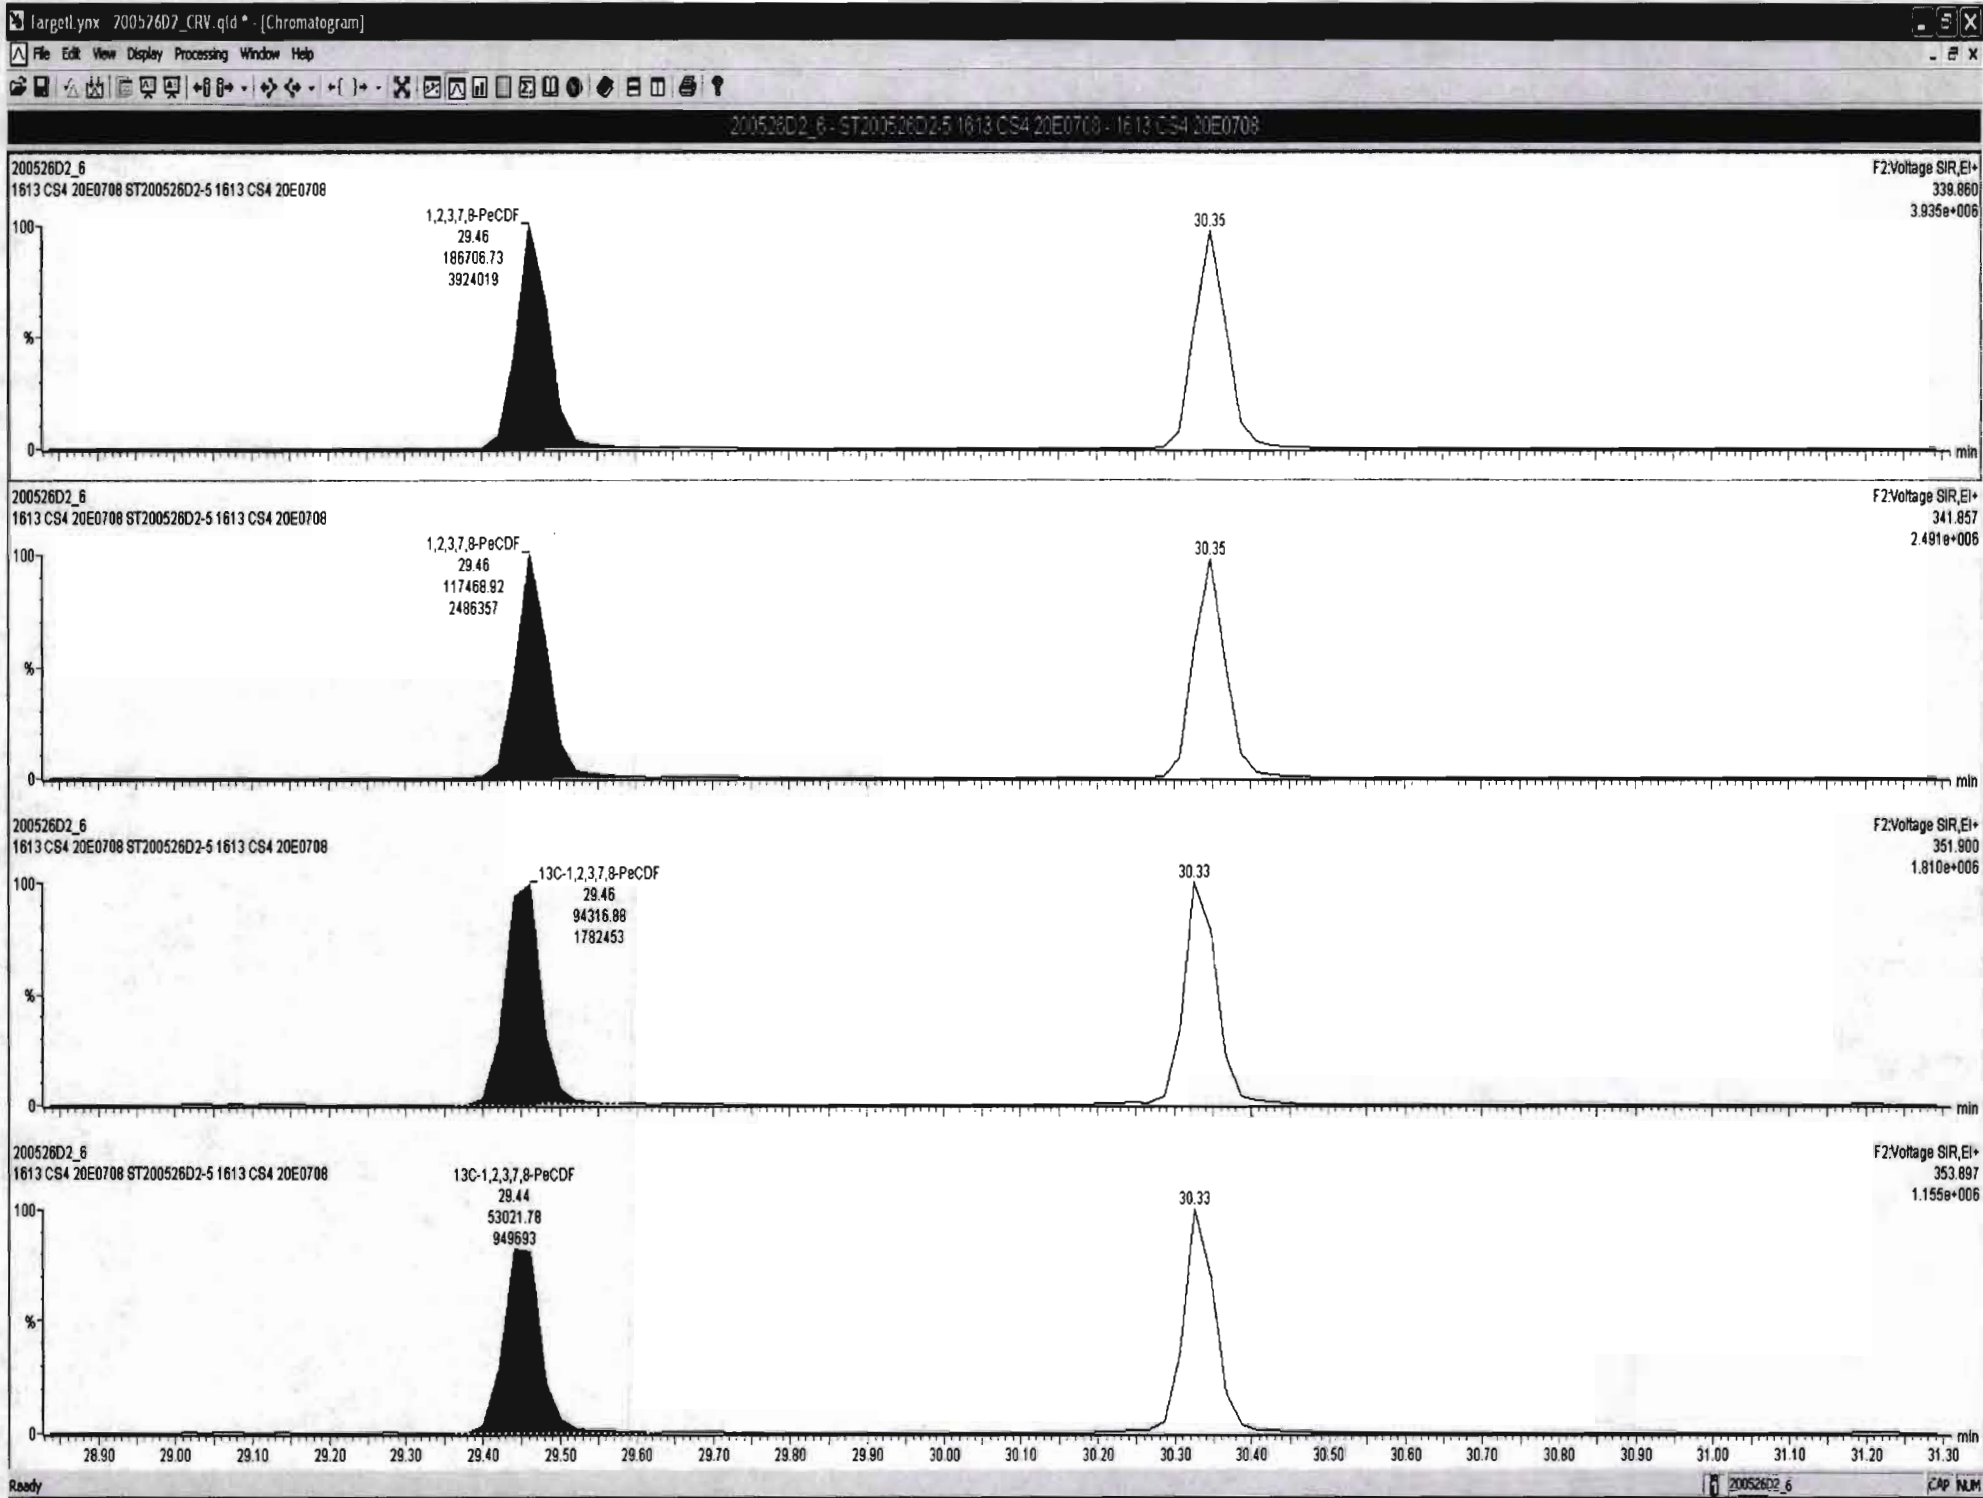 TargetLynx - 200526D2_CRV.qld * - [Chromatogram]
File Edit View Display Processing Window Help
200526D2_6 - ST200526D2-5 1613 CS4 20E0708 - 1613 CS4 20E0708
200526D2_6
1613 CS4 20E0708 ST200526D2-5 1613 CS4 20E0708
F2:Voltage SIR,EI+
339.860
3.935e+006
1,2,3,7,8-PeCDF
29.46
186706.73
3924019
30.35
100
%
0
min
200526D2_6
1613 CS4 20E0708 ST200526D2-5 1613 CS4 20E0708
F2:Voltage SIR,EI+
341.857
2.491e+006
1,2,3,7,8-PeCDF
29.46
117468.92
2486357
30.35
100
%
0
min
200526D2_6
1613 CS4 20E0708 ST200526D2-5 1613 CS4 20E0708
F2:Voltage SIR,EI+
351.900
1.810e+006
13C-1,2,3,7,8-PeCDF
29.46
94316.88
1782453
30.33
100
%
0
min
200526D2_6
1613 CS4 20E0708 ST200526D2-5 1613 CS4 20E0708
F2:Voltage SIR,EI+
353.897
1.155e+006
13C-1,2,3,7,8-PeCDF
29.44
53021.78
949693
30.33
100
%
0
min
28.90 29.00 29.10 29.20 29.30 29.40 29.50 29.60 29.70 29.80 29.90 30.00 30.10 30.20 30.30 30.40 30.50 30.60 30.70 30.80 30.90 31.00 31.10 31.20 31.30
Ready
200526D2_6
CAP NUM